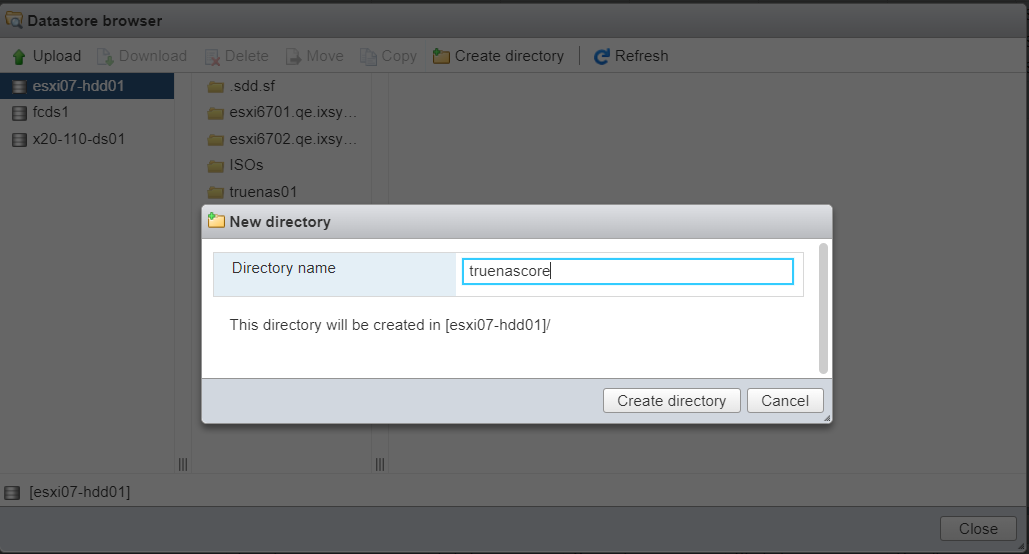 Datastore browser
Upload Download Delete Move Copy Create directory Refresh
esxi07-hdd01
fcds1
x20-110-ds01
.sdd.sf
esxi6701.qe.ixsy...
esxi6702.qe.ixsy...
ISOs
truenas01
New directory
Directory name truenascore
This directory will be created in [esxi07-hdd01]/
Create directory Cancel
[esxi07-hdd01]
Close